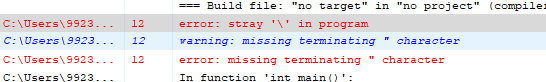 === Build file: "no target" in "no project" (compiler
C:\Users\9923... 12 error: stray '\' in program
C:\Users\9923... 12 warning: missing terminating " character
C:\Users\9923... 12 error: missing terminating " character
C:\Users\9923... In function 'int main()':